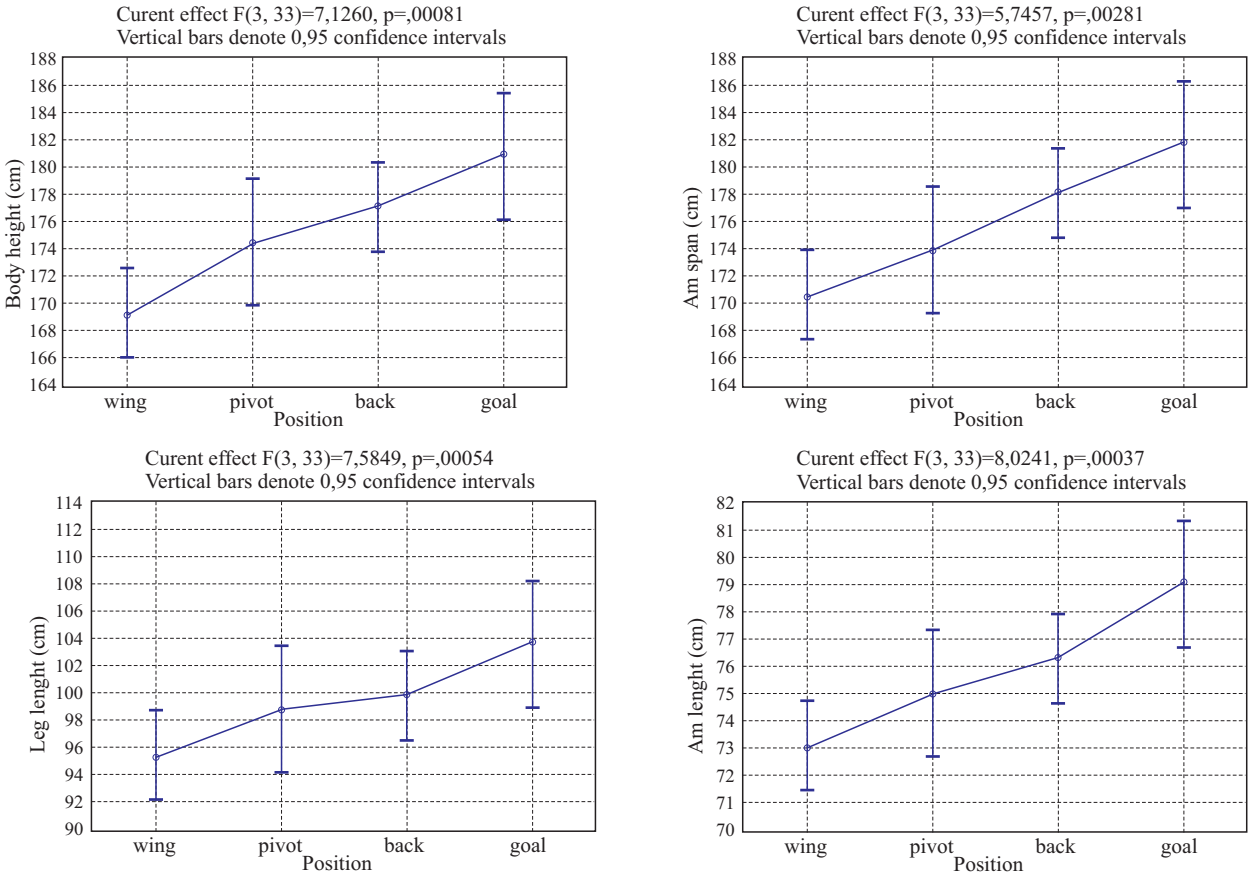 Curent effect F(3, 33)=7,1260, p=,00081
Vertical bars denote 0,95 confidence intervals
188
186
184
182
180
178
176
174
172
170
168
166
164
Body height (cm)
wing pivot back goal
Position
Curent effect F(3, 33)=5,7457, p=,00281
Vertical bars denote 0,95 confidence intervals
188
186
184
182
180
178
176
174
172
170
168
166
164
Am span (cm)
wing pivot back goal
Position
Curent effect F(3, 33)=7,5849, p=,00054
Vertical bars denote 0,95 confidence intervals
114
112
110
108
106
104
102
100
98
96
94
92
90
Leg lenght (cm)
wing pivot back goal
Position
Curent effect F(3, 33)=8,0241, p=,00037
Vertical bars denote 0,95 confidence intervals
82
81
80
79
78
77
76
75
74
73
72
71
70
Am lenght (cm)
wing pivot back goal
Position